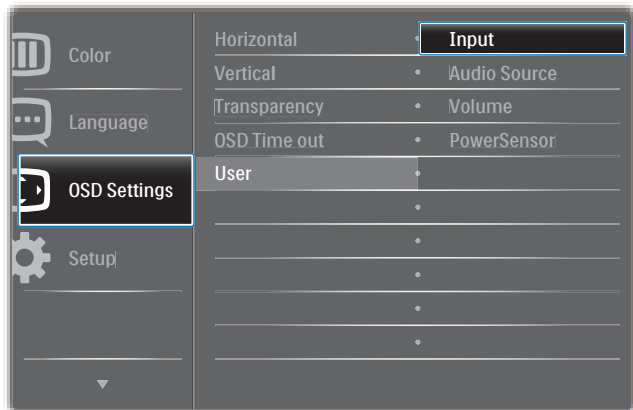 Color
Language
OSD Settings
Setup
Horizontal
Vertical
Transparency
OSD Time out
User
Input
Audio Source
Volume
PowerSensor